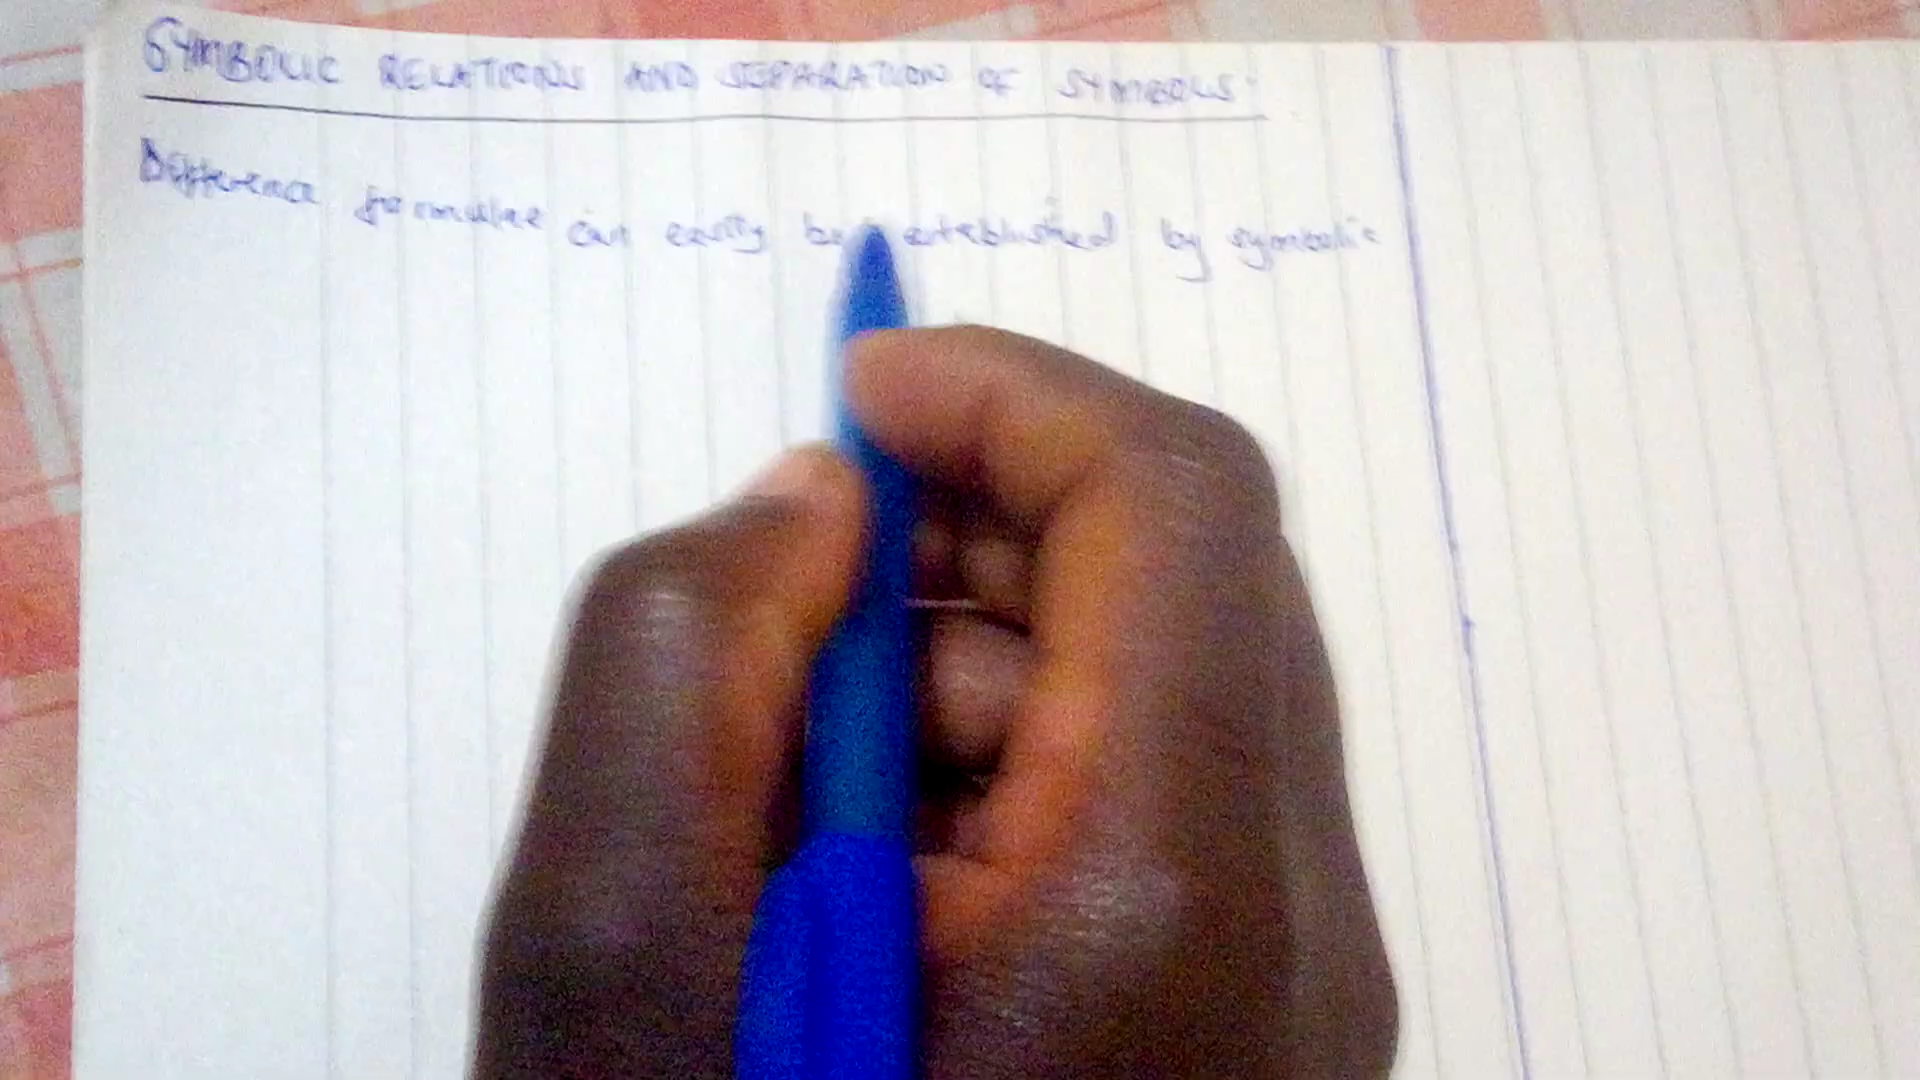 SYMBOLIC RELATIONS AND SEPARATION OF SYMBOLS
Difference formulae can easily be established by symbolic